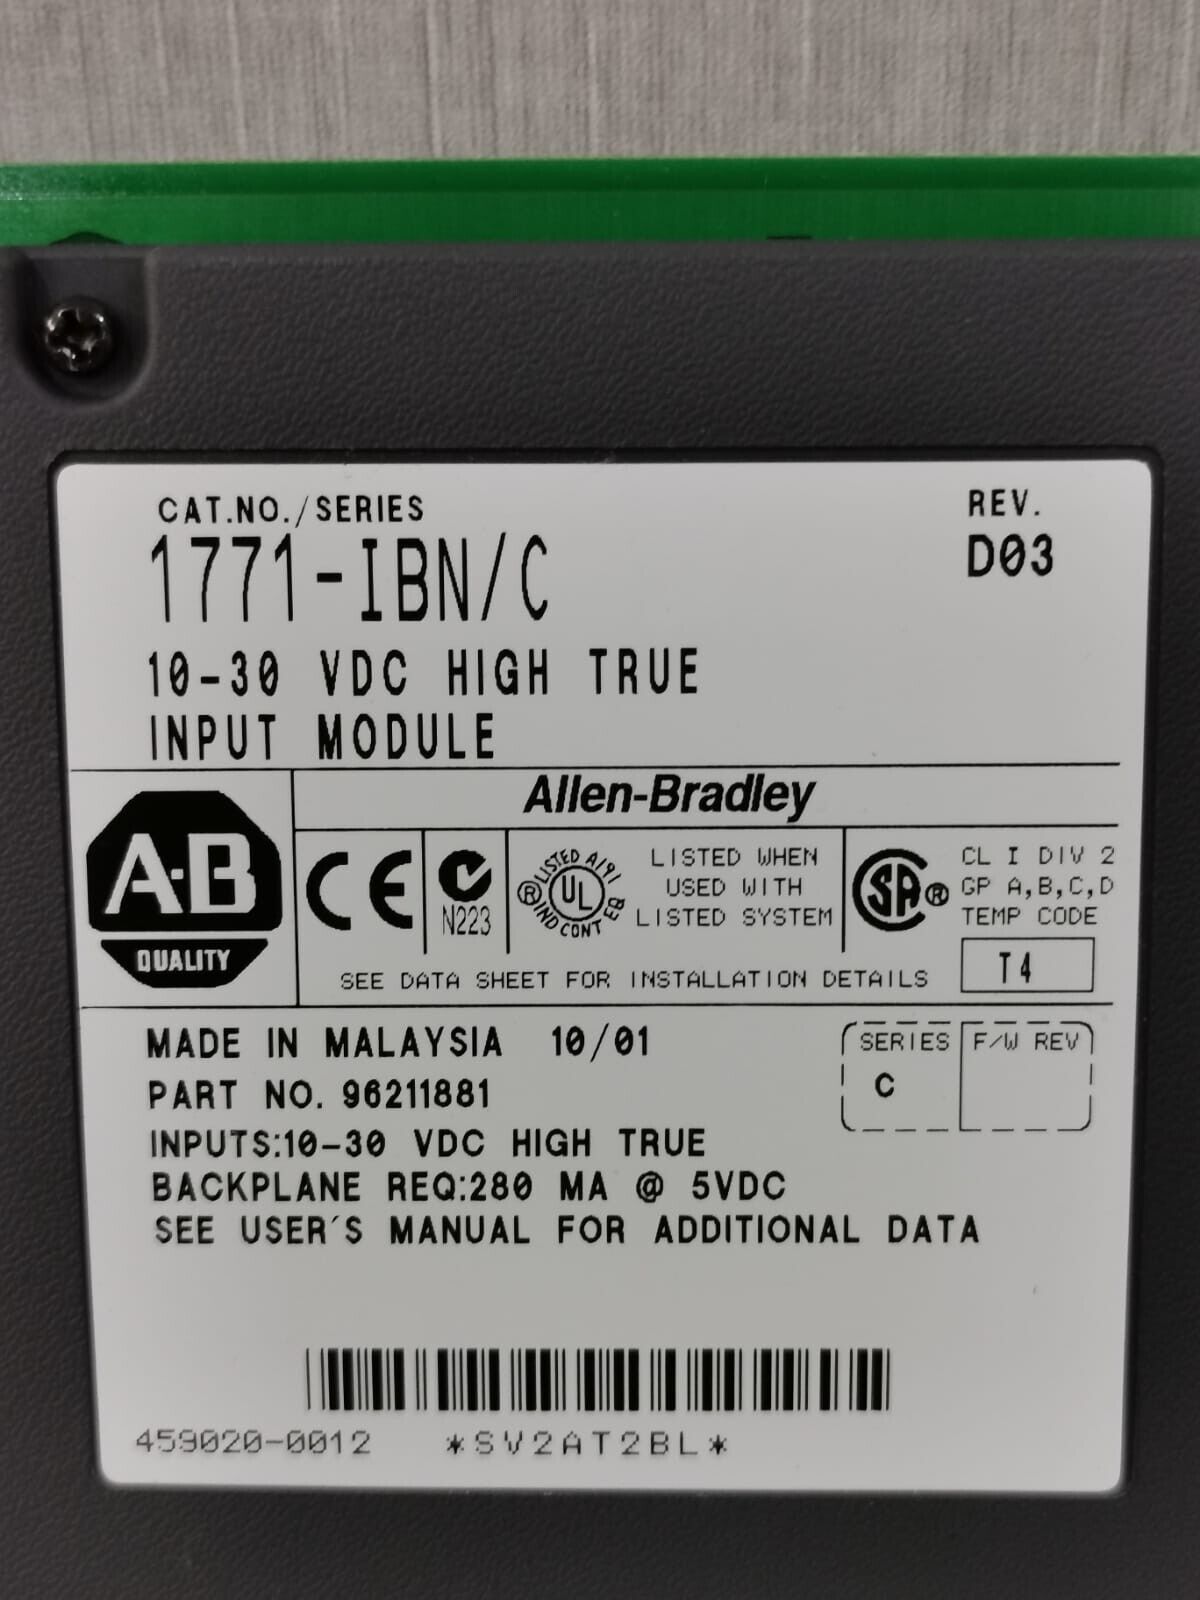 CAT.NO./SERIES
REV.
1771-IBN/C
D03
10-30 VDC HIGH TRUE
INPUT MODULE
Allen-Bradley
A-B
QUALITY
CE
N223
LISTED A191
UL
IND CONT EQ
LISTED WHEN
USED WITH
LISTED SYSTEM
SA
CL I DIV 2
GP A,B,C,D
TEMP CODE
T4
SEE DATA SHEET FOR INSTALLATION DETAILS
MADE IN MALAYSIA 10/01
SERIES
F/W REV
C
PART NO. 96211881
INPUTS:10-30 VDC HIGH TRUE
BACKPLANE REQ:280 MA @ 5VDC
SEE USER'S MANUAL FOR ADDITIONAL DATA
459020-0012 *SV2AT2BL*